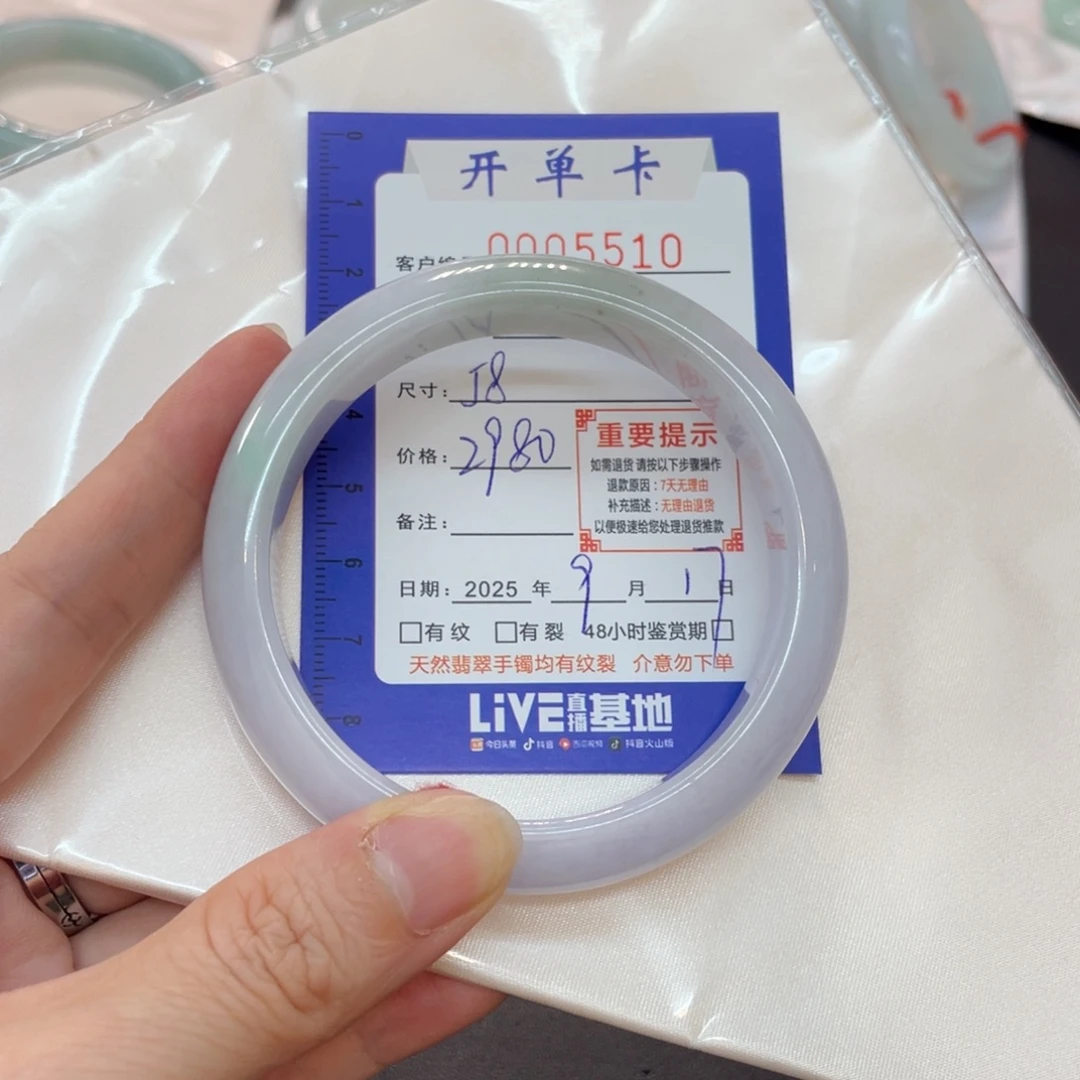 开单卡
客户编号 0005510
尺寸: 58
价格: 2980
重要提示
如需退货 请按以下步骤操作
退款原因:7天无理由
补充描述:无理由退货
以便极速给您处理退货推款
备注:
日期: 2025 年 9 月 17 日
□有纹 □有裂 48小时鉴赏期□
天然翡翠手镯均有纹裂 介意勿下单
LiVE直播基地
今日头条 抖音 西瓜视频 抖音火山版
0
1
2
4
5
6
7
8